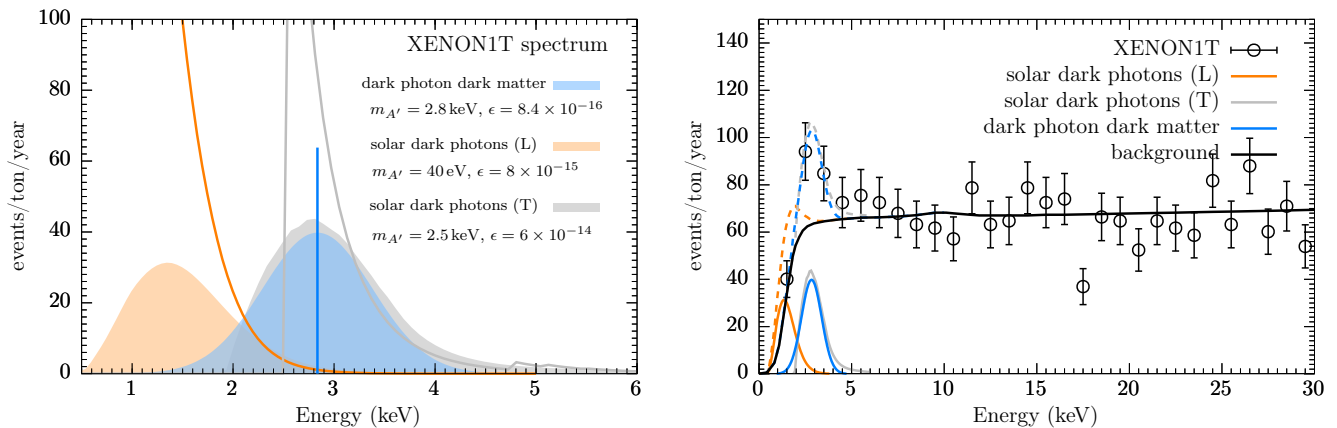 XENON1T spectrum
dark photon dark matter
m_{A'} = 2.8 keV, ϵ = 8.4 × 10^{-16}
solar dark photons (L)
m_{A'} = 40 eV, ϵ = 8 × 10^{-15}
solar dark photons (T)
m_{A'} = 2.5 keV, ϵ = 6 × 10^{-14}
events/ton/year
100
80
60
40
20
0
1 2 3 4 5 6
Energy (keV)
XENON1T
solar dark photons (L)
solar dark photons (T)
dark photon dark matter
background
events/ton/year
140
120
100
80
60
40
20
0
0 5 10 15 20 25 30
Energy (keV)